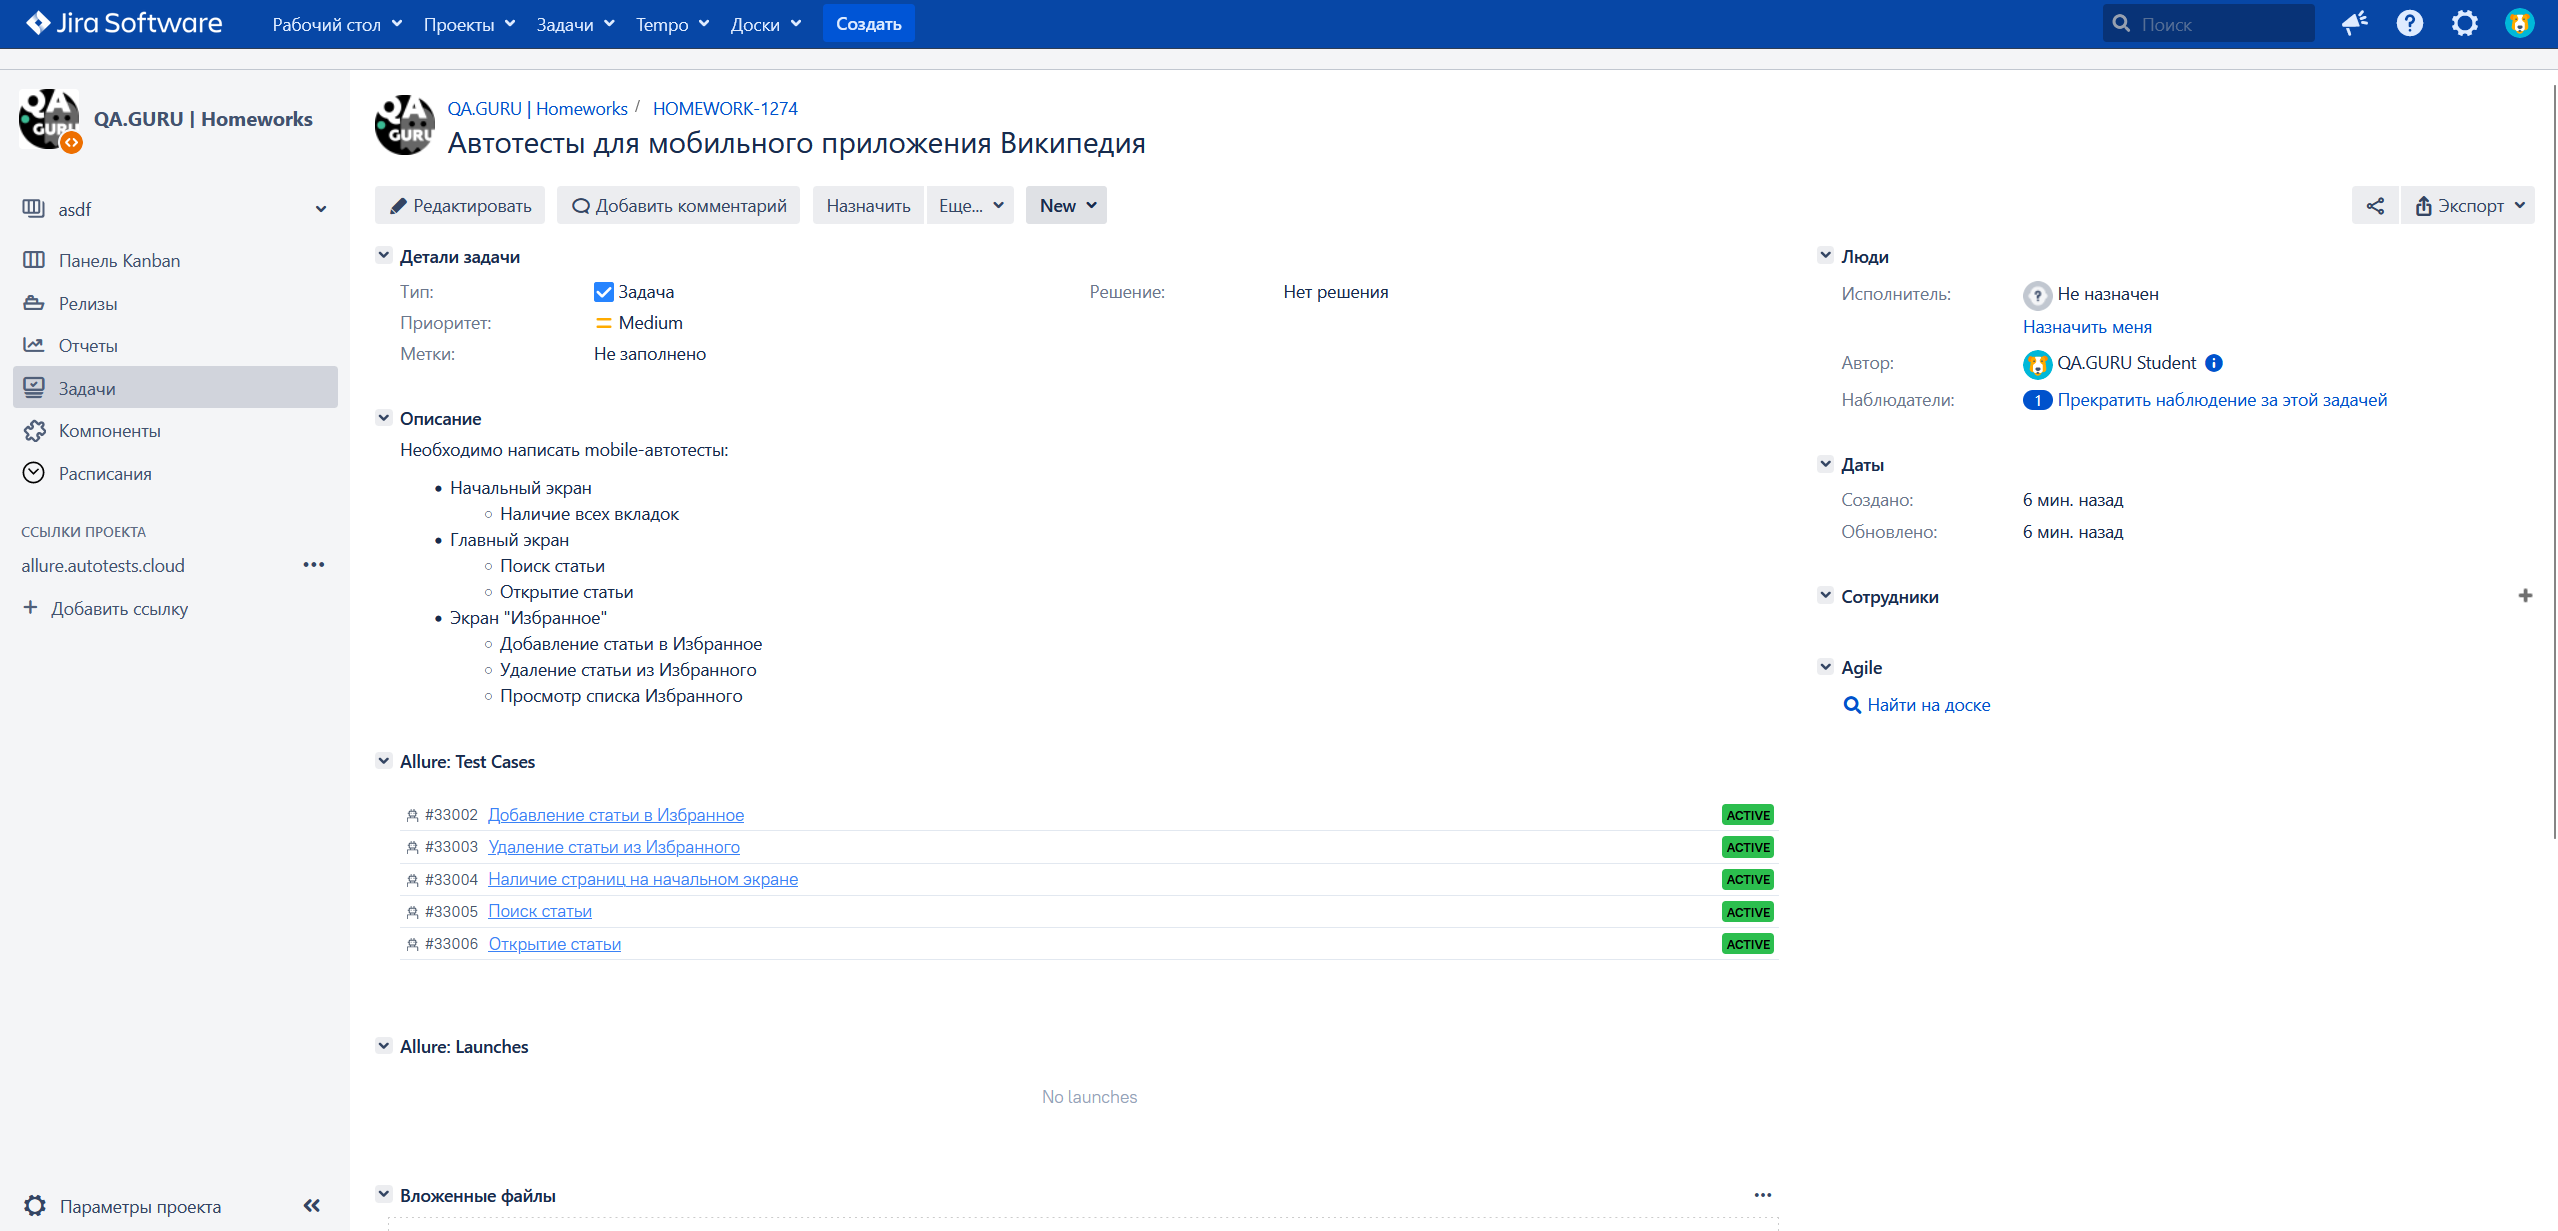 Jira Software
Рабочий стол Проекты Задачи Tempo Доски Создать Поиск
QA GURU
QA.GURU | Homeworks
asdf
Панель Kanban
Релизы
Отчеты
Задачи
Компоненты
Расписания
ССЫЛКИ ПРОЕКТА
allure.autotests.cloud
Добавить ссылку
Параметры проекта
QA GURU
QA.GURU | Homeworks / HOMEWORK-1274
Автотесты для мобильного приложения Википедия
Редактировать Добавить комментарий Назначить Еще... New Экспорт
Детали задачи
Тип: Задача Решение: Нет решения
Приоритет: Medium
Метки: Не заполнено
Описание
Необходимо написать mobile-автотесты:
• Начальный экран
◦ Наличие всех вкладок
• Главный экран
◦ Поиск статьи
◦ Открытие статьи
• Экран "Избранное"
◦ Добавление статьи в Избранное
◦ Удаление статьи из Избранного
◦ Просмотр списка Избранного
Allure: Test Cases
#33002 Добавление статьи в Избранное ACTIVE
#33003 Удаление статьи из Избранного ACTIVE
#33004 Наличие страниц на начальном экране ACTIVE
#33005 Поиск статьи ACTIVE
#33006 Открытие статьи ACTIVE
Allure: Launches
No launches
Вложенные файлы
Люди
Исполнитель: Не назначен
Назначить меня
Автор: QA.GURU Student
Наблюдатели: 1 Прекратить наблюдение за этой задачей
Даты
Создано: 6 мин. назад
Обновлено: 6 мин. назад
Сотрудники
Agile
Найти на доске